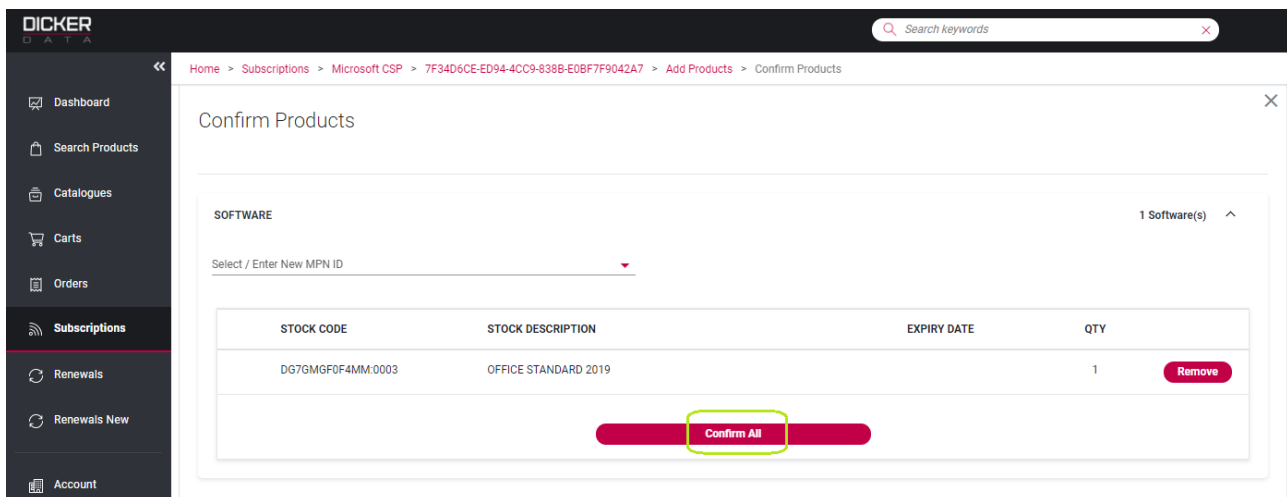 DICKER
DATA
Search keywords
Home > Subscriptions > Microsoft CSP > 7F34D6CE-ED94-4CC9-838B-E0BF7F9042A7 > Add Products > Confirm Products
Dashboard
Search Products
Catalogues
Carts
Orders
Subscriptions
Renewals
Renewals New
Account
Confirm Products
SOFTWARE 1 Software(s)
Select / Enter New MPN ID
STOCK CODE STOCK DESCRIPTION EXPIRY DATE QTY
DG7GMGF0F4MM:0003 OFFICE STANDARD 2019 1 Remove
Confirm All